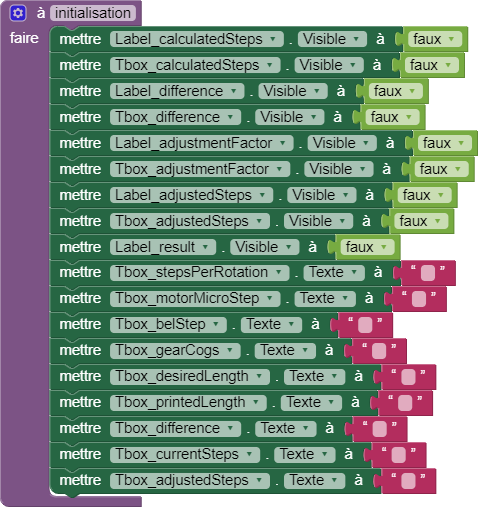 à initialisation
faire mettre Label_calculatedSteps . Visible à faux
mettre Tbox_calculatedSteps . Visible à faux
mettre Label_difference . Visible à faux
mettre Tbox_difference . Visible à faux
mettre Label_adjustmentFactor . Visible à faux
mettre Tbox_adjustmentFactor . Visible à faux
mettre Label_adjustedSteps . Visible à faux
mettre Tbox_adjustedSteps . Visible à faux
mettre Label_result . Visible à faux
mettre Tbox_stepsPerRotation . Texte à “ ”
mettre Tbox_motorMicroStep . Texte à “ ”
mettre Tbox_belStep . Texte à “ ”
mettre Tbox_gearCogs . Texte à “ ”
mettre Tbox_desiredLength . Texte à “ ”
mettre Tbox_printedLength . Texte à “ ”
mettre Tbox_difference . Texte à “ ”
mettre Tbox_currentSteps . Texte à “ ”
mettre Tbox_adjustedSteps . Texte à “ ”